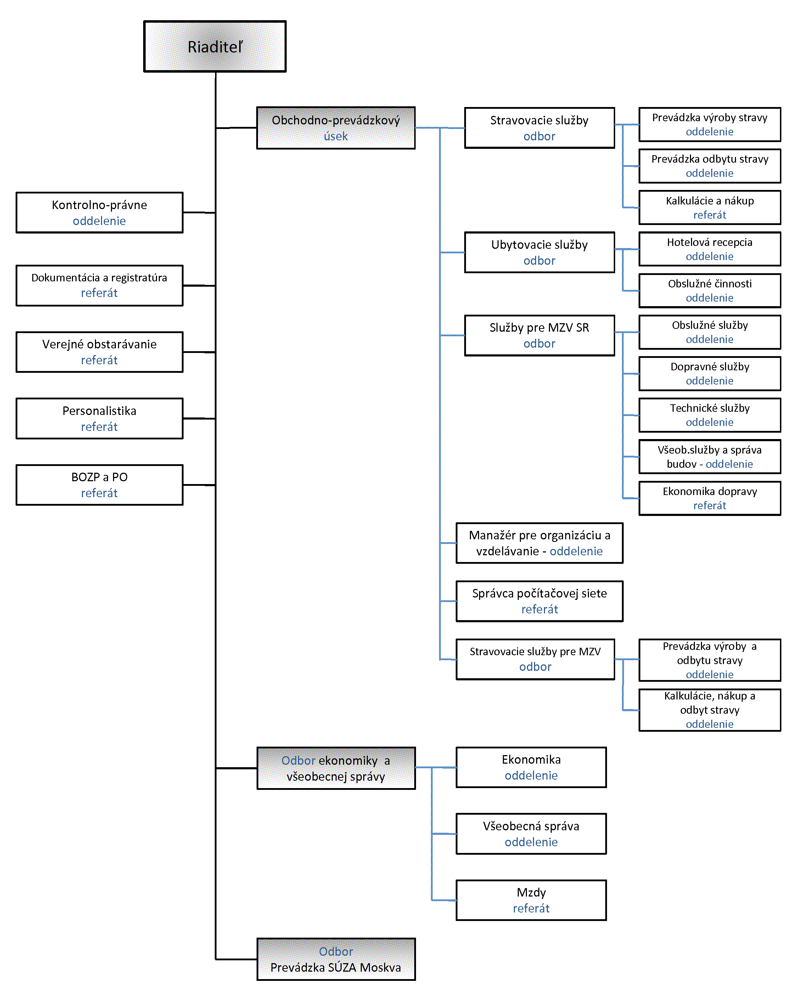 Riaditeľ
Obchodno-prevádzkový
úsek
Stravovacie služby
odbor
Prevádzka výroby stravy
oddelenie
Prevádzka odbytu stravy
oddelenie
Kalkulácie a nákup
referát
Kontrolno-právne
oddelenie
Ubytovacie služby
odbor
Hotelová recepcia
oddelenie
Obslužné činnosti
oddelenie
Dokumentácia a registratúra
referát
Služby pre MZV SR
odbor
Obslužné služby
oddelenie
Verejné obstarávanie
referát
Dopravné služby
oddelenie
Personalistika
referát
Technické služby
oddelenie
Všeob.služby a správa
budov - oddelenie
BOZP a PO
referát
Ekonomika dopravy
referát
Manažér pre organizáciu a
vzdelávanie - oddelenie
Správca počítačovej siete
referát
Stravovacie služby pre MZV
odbor
Prevádzka výroby a
odbytu stravy
oddelenie
Kalkulácie, nákup a
odbyt stravy
oddelenie
Odbor ekonomiky a
všeobecnej správy
Ekonomika
oddelenie
Všeobecná správa
oddelenie
Mzdy
referát
Odbor
Prevádzka SÚZA Moskva